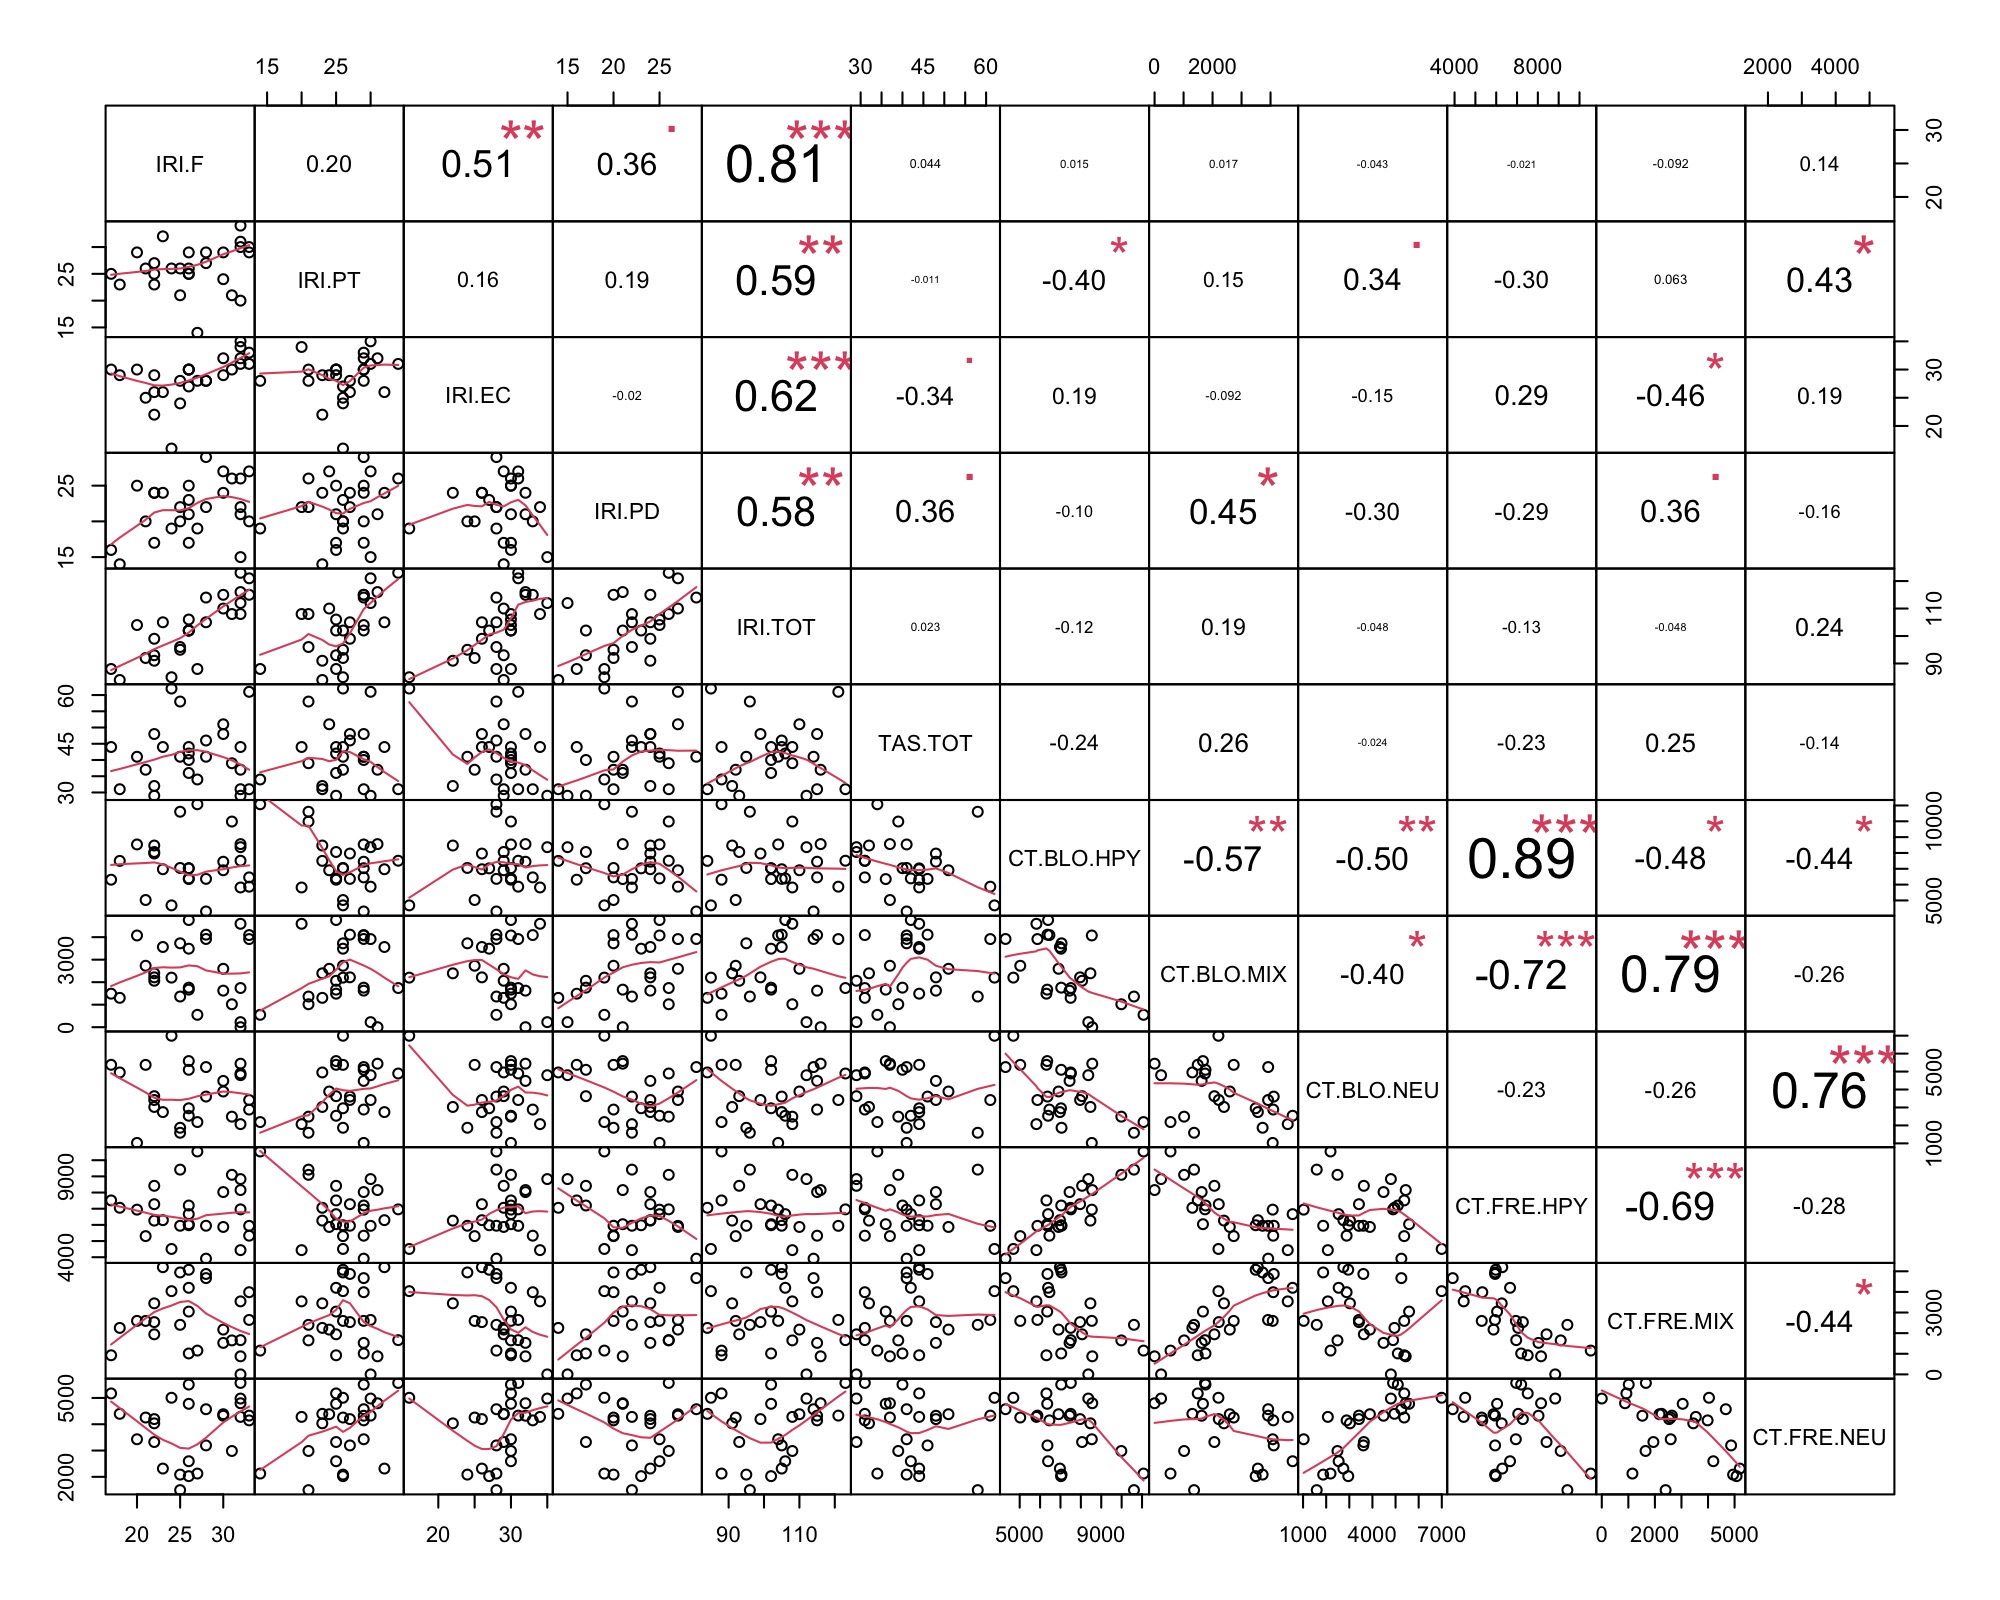 15 25 15 20 25 30 45 60 0 2000 4000 8000 2000 4000
** . ***
IRI.F 0.20 0.51 0.36 0.81 0.044 0.015 0.017 -0.043 -0.021 -0.092 0.14
20 30
** * . *
15 25 IRI.PT 0.16 0.19 0.59 -0.011 -0.40 0.15 0.34 -0.30 0.063 0.43
*** . *
IRI.EC -0.02 0.62 -0.34 0.19 -0.092 -0.15 0.29 -0.46 0.19
20 30
** . * .
15 25 IRI.PD 0.58 0.36 -0.10 0.45 -0.30 -0.29 0.36 -0.16
IRI.TOT 0.023 -0.12 0.19 -0.048 -0.13 -0.048 0.24
90 110
30 45 60 TAS.TOT -0.24 0.26 -0.024 -0.23 0.25 -0.14
** ** *** * *
CT.BLO.HPY -0.57 -0.50 0.89 -0.48 -0.44
5000 10000
* *** ***
0 3000 CT.BLO.MIX -0.40 -0.72 0.79 -0.26
***
CT.BLO.NEU -0.23 -0.26 0.76
1000 5000
***
4000 9000 CT.FRE.HPY -0.69 -0.28
*
CT.FRE.MIX -0.44
0 3000
2000 5000 CT.FRE.NEU
20 25 30 20 30 90 110 5000 9000 1000 4000 7000 0 2000 5000